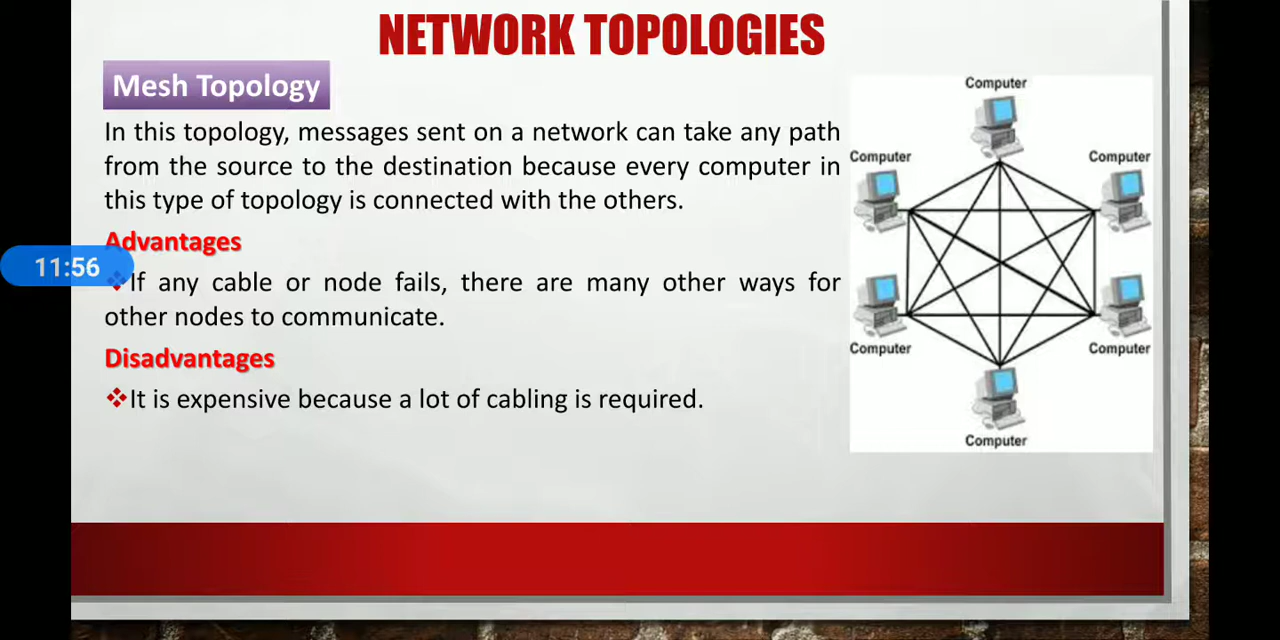 NETWORK TOPOLOGIES
Mesh Topology
In this topology, messages sent on a network can take any path
from the source to the destination because every computer in
this type of topology is connected with the others.
Advantages
11:56
If any cable or node fails, there are many other ways for
other nodes to communicate.
Disadvantages
It is expensive because a lot of cabling is required.
Computer
Computer
Computer
Computer
Computer
Computer